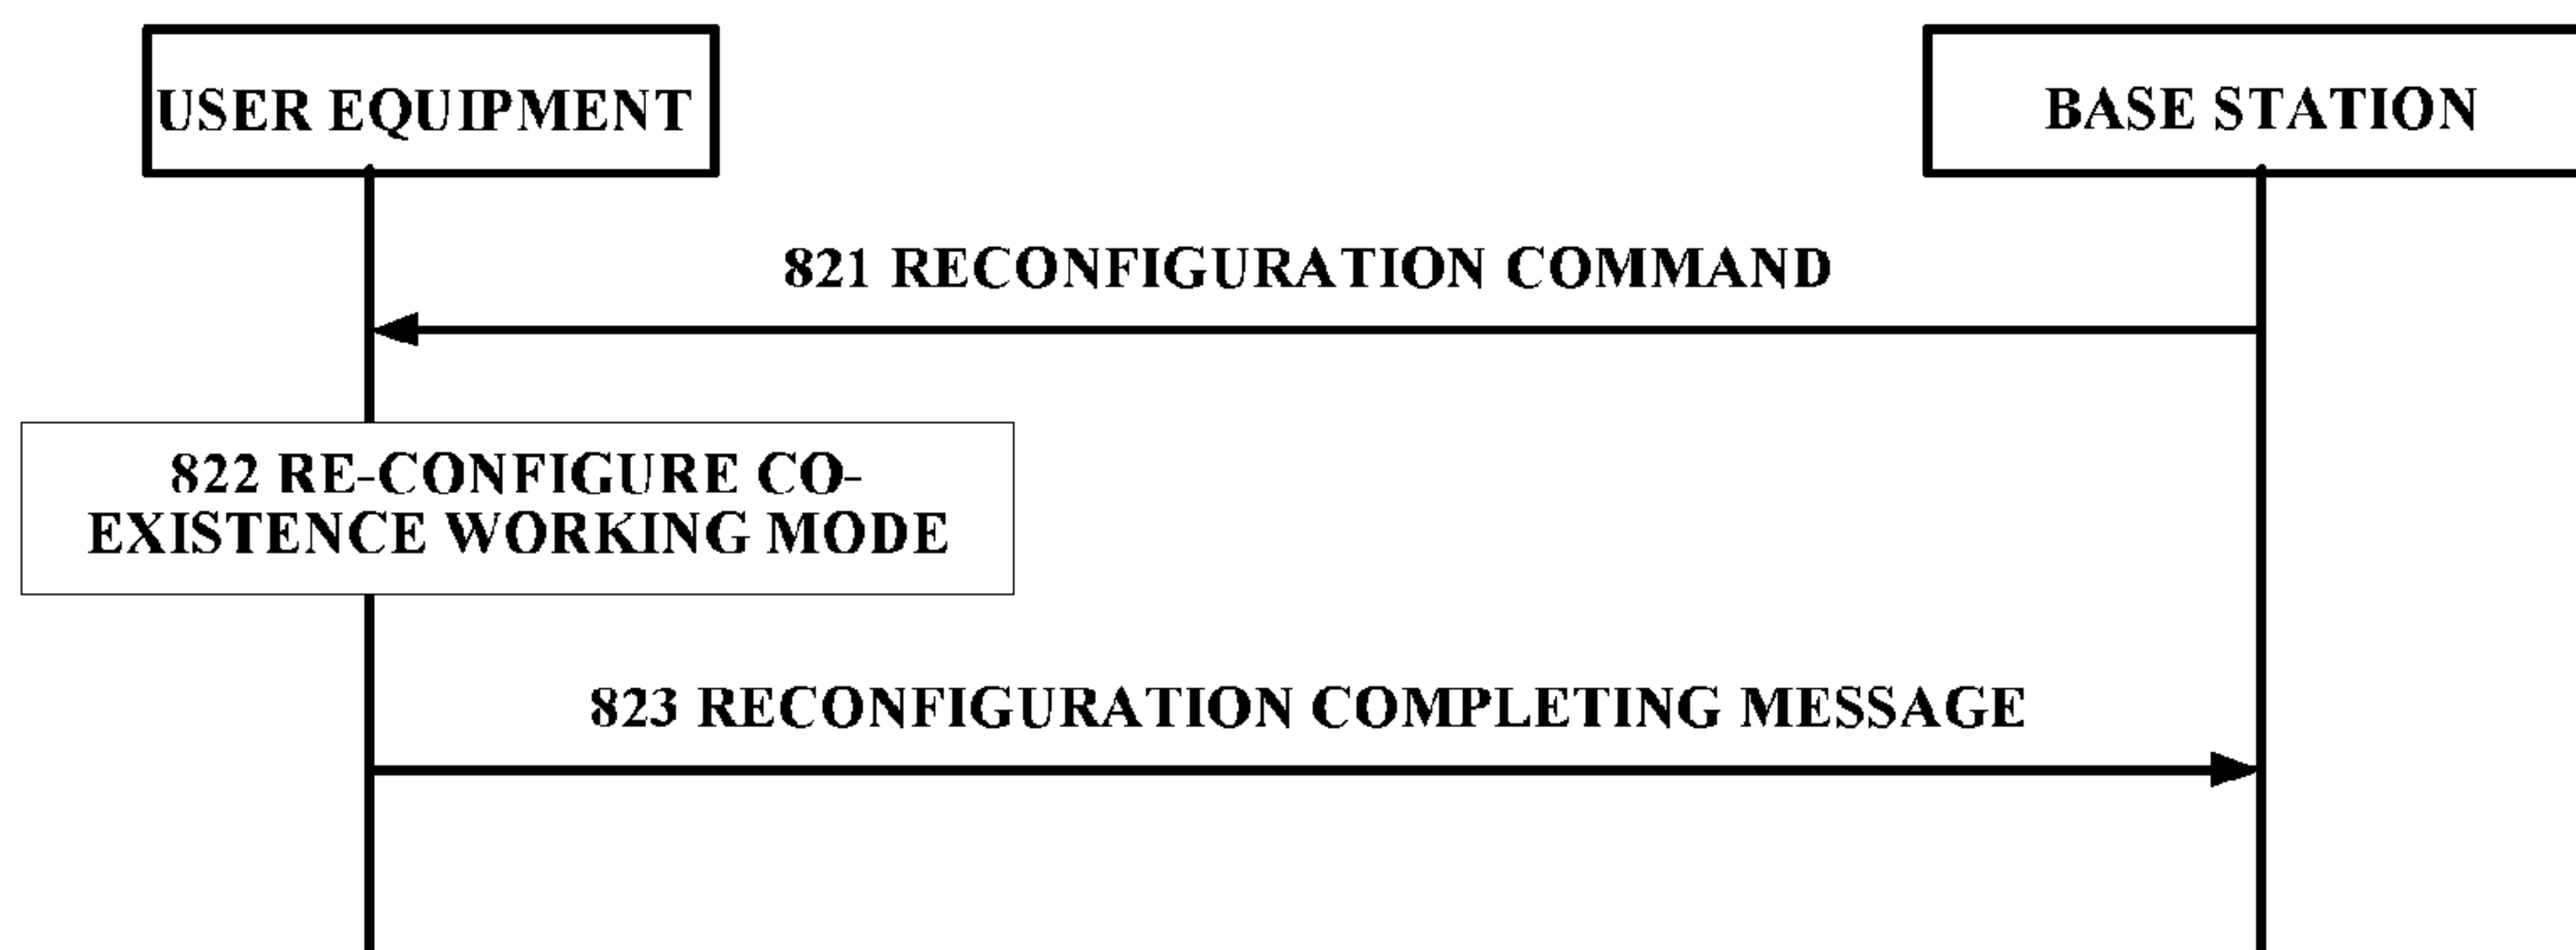 USER EQUIPMENT
BASE STATION
821 RECONFIGURATION COMMAND
822 RE-CONFIGURE CO-
EXISTENCE WORKING MODE
823 RECONFIGURATION COMPLETING MESSAGE